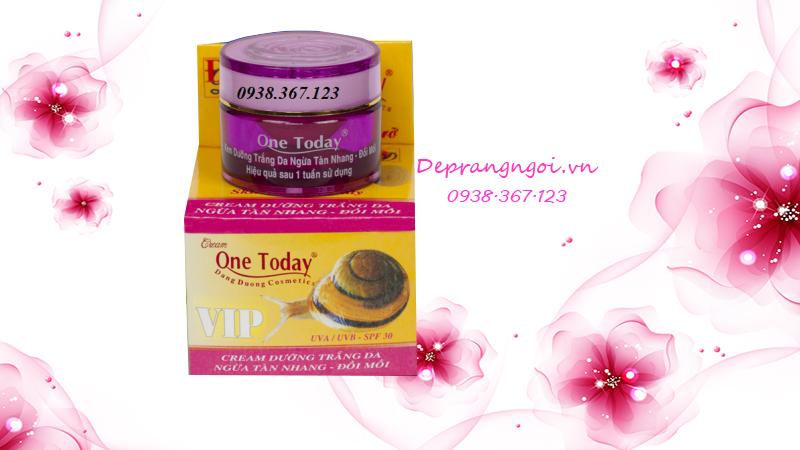 0938.367.123
One Today®
Kem Dưỡng Trắng Da Ngừa Tàn Nhang - Đồi Mồi
Hiệu quả sau 1 tuần sử dụng
Deprangngoi.vn
0938·367·123
CREAM DƯỠNG TRẮNG DA
NGỪA TÀN NHANG - ĐỒI MỒI
Cream
One Today®
Dang Duong Cosmetics
VIP
UVA / UVB - SPF 30
CREAM DƯỠNG TRẮNG DA
NGỪA TÀN NHANG - ĐỒI MỒI